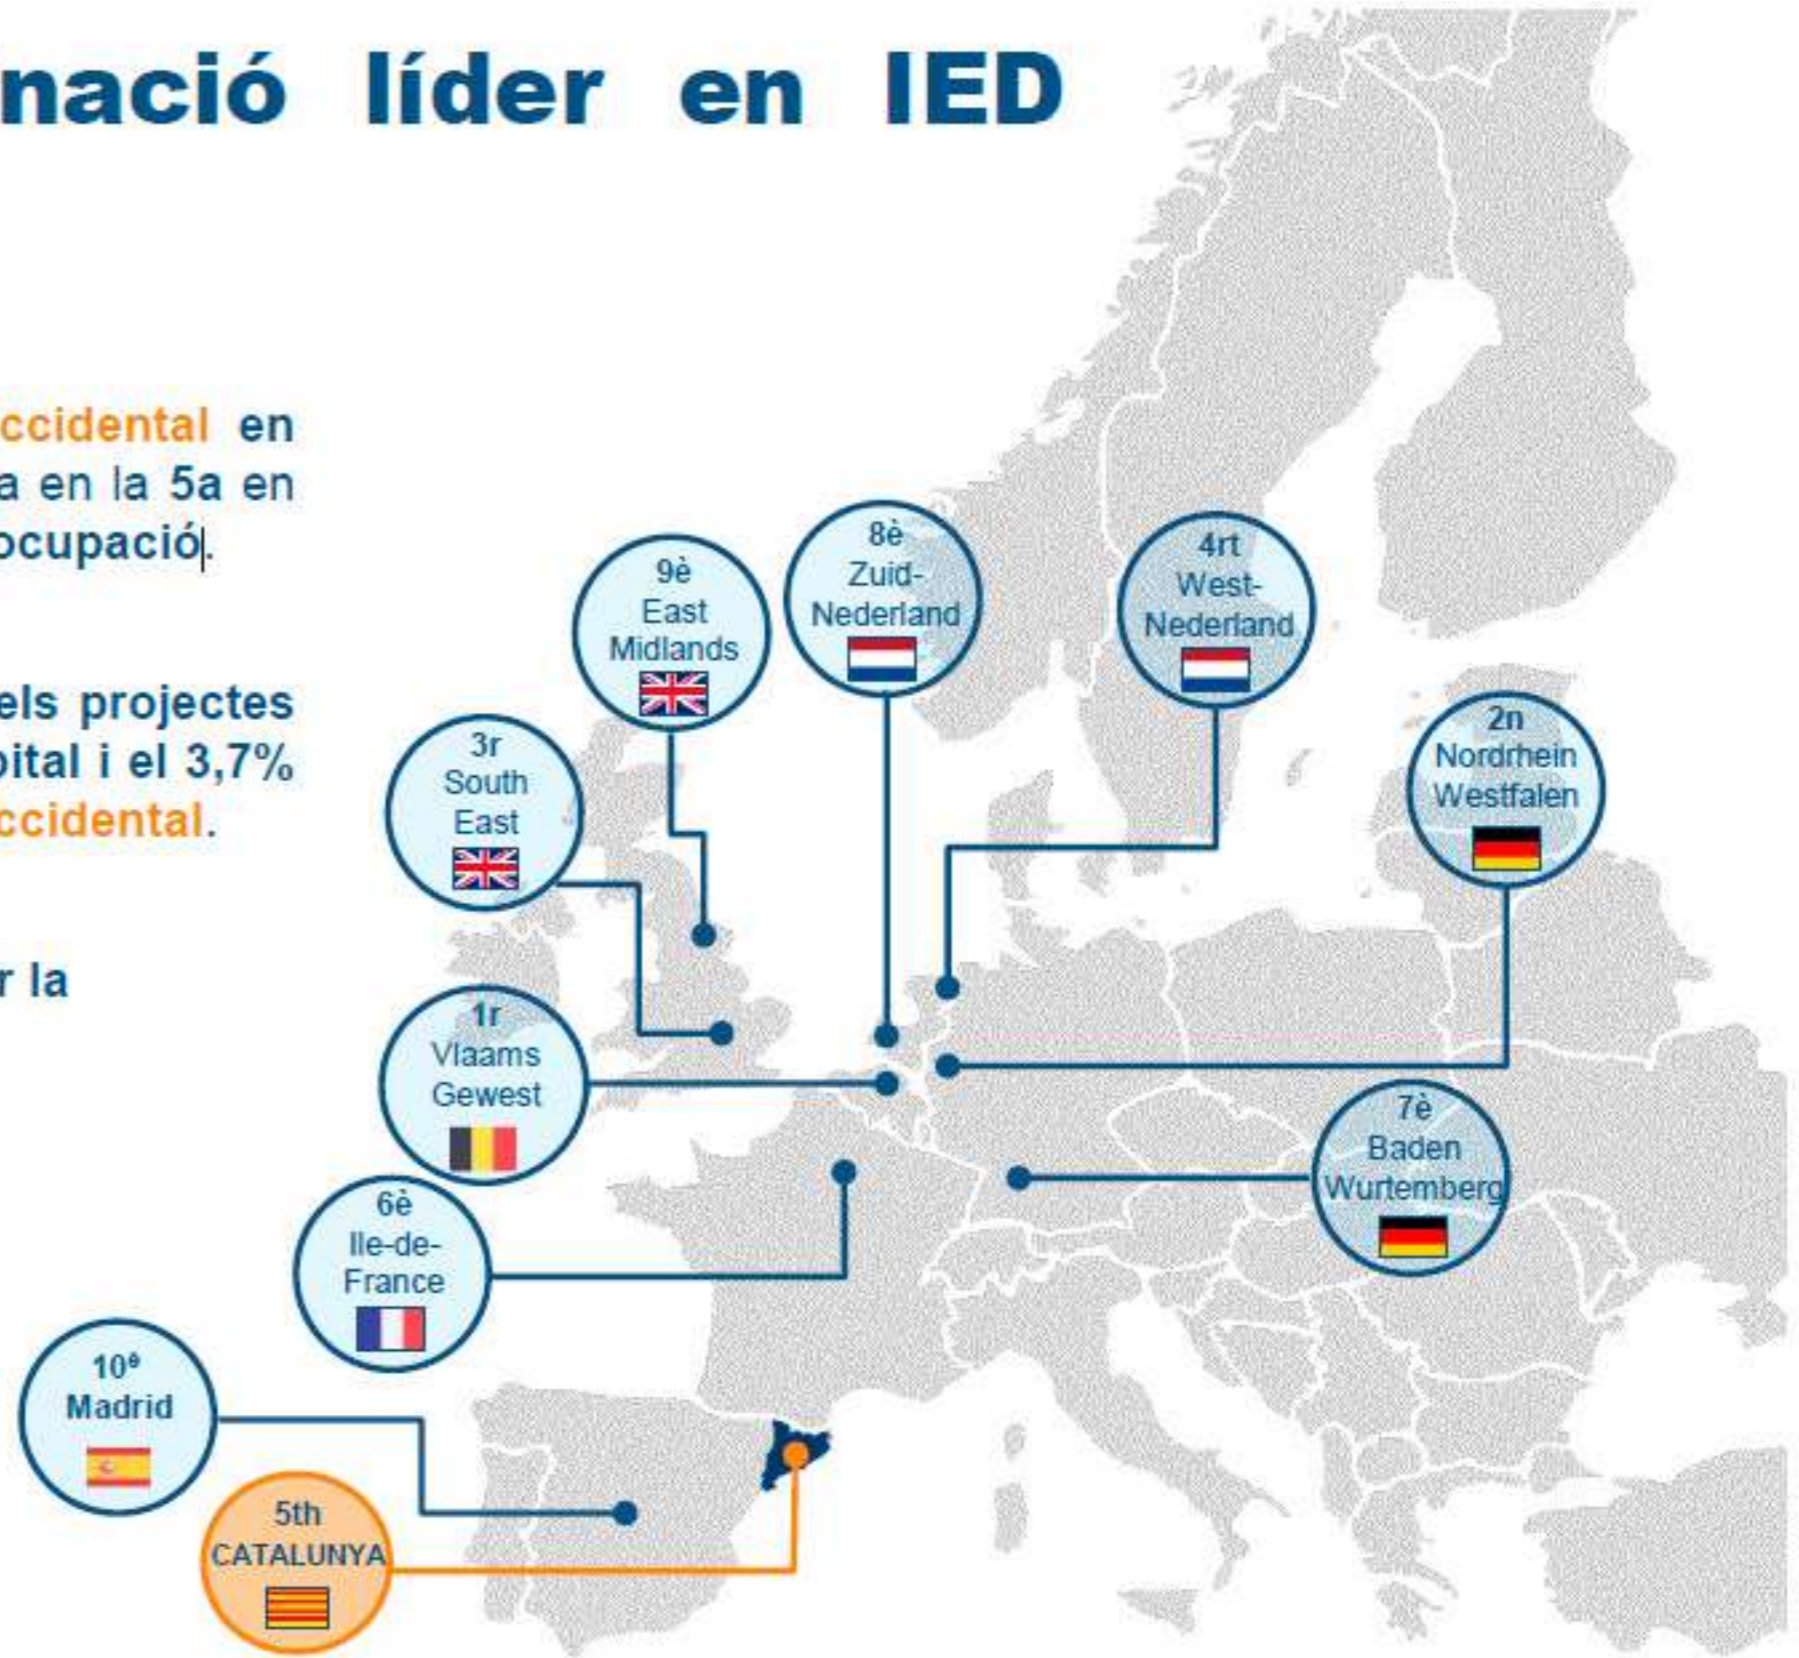 nació líder en IED
ccidental en
a en la 5a en
ocupació.
els projectes
pital i el 3,7%
ccidental.
r la
9è
East
Midlands
8è
Zuid-
Nederland
4rt
West-
Nederland
2n
Nordrhein
Westfalen
3r
South
East
1r
Vlaams
Gewest
7è
Baden
Wurtemberg
6è
Ile-de-
France
10è
Madrid
5th
CATALUNYA